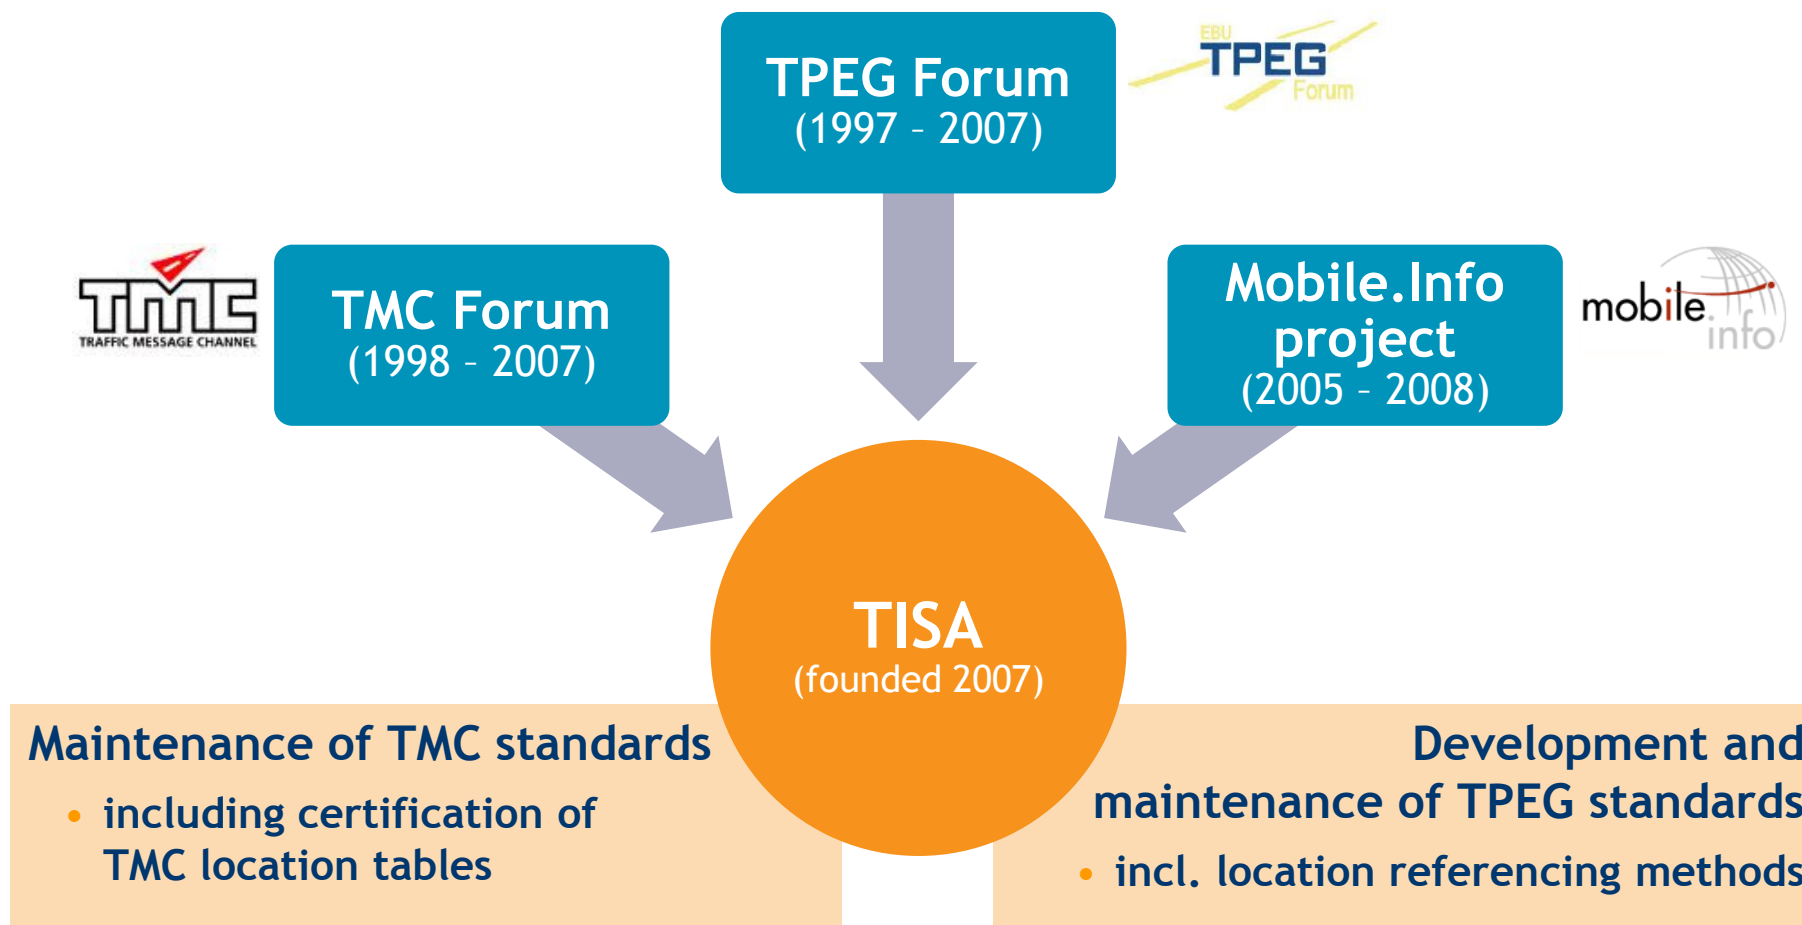 TPEG Forum
(1997 – 2007)
EBU
TPEG
Forum
TMC
TRAFFIC MESSAGE CHANNEL
TMC Forum
(1998 – 2007)
Mobile.Info
project
(2005 – 2008)
mobile.
info
TISA
(founded 2007)
Maintenance of TMC standards
• including certification of
TMC location tables
Development and
maintenance of TPEG standards
• incl. location referencing methods